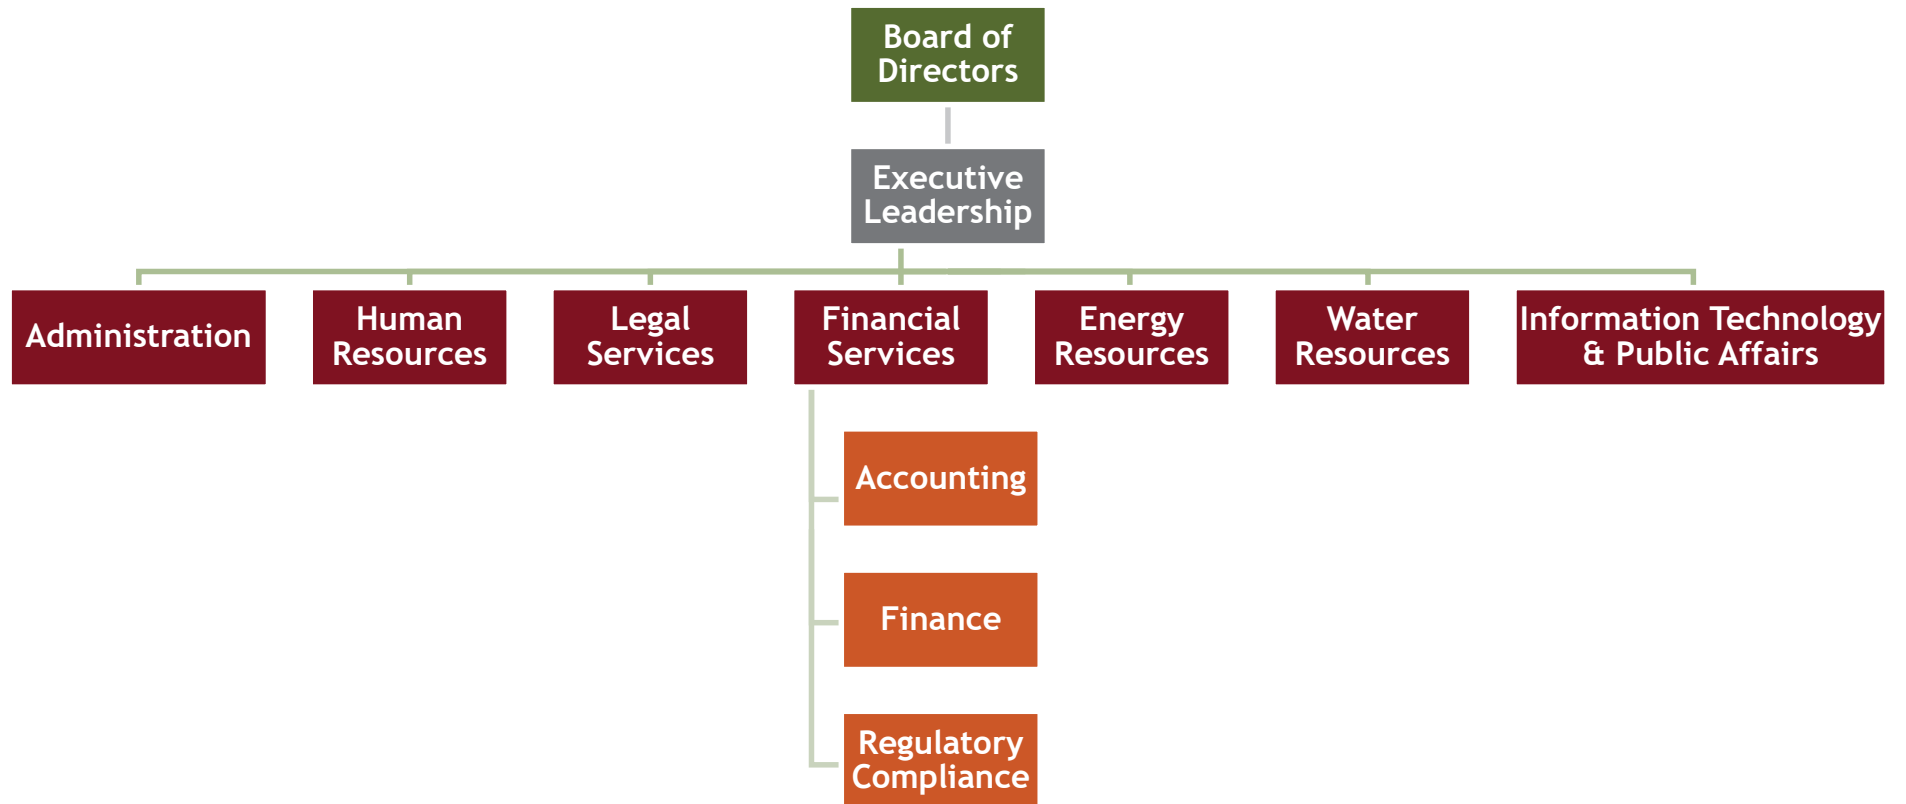 Board of
Directors
Executive
Leadership
Administration
Human
Resources
Legal
Services
Financial
Services
Energy
Resources
Water
Resources
Information Technology
& Public Affairs
Accounting
Finance
Regulatory
Compliance